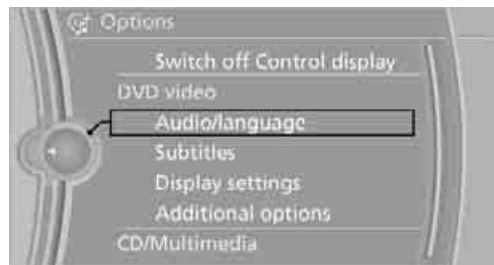 Options
Switch off Control display
DVD video
Audio/language
Subtitles
Display settings
Additional options
CD/Multimedia